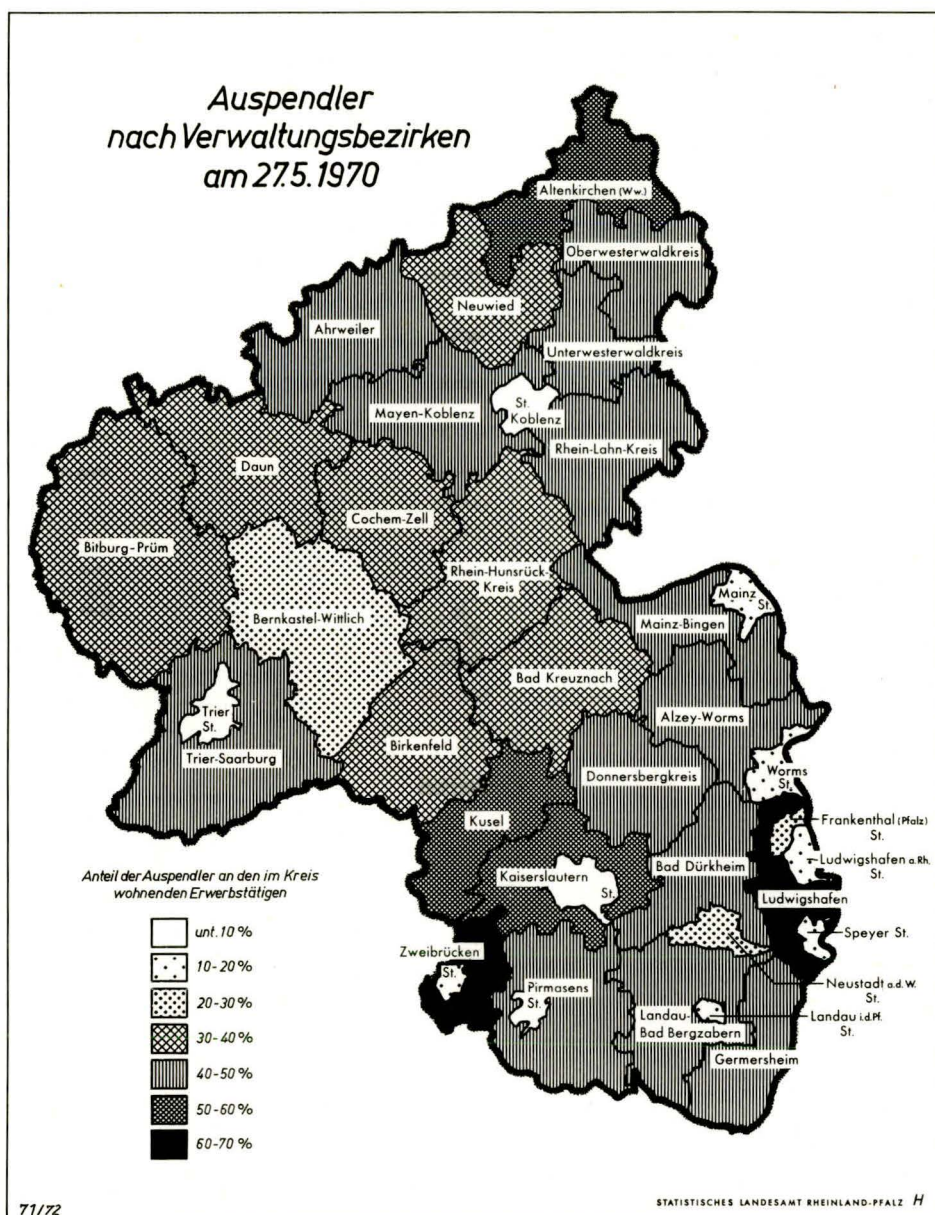 Auspendler
nach Verwaltungsbezirken
am 27.5.1970
Altenkirchen (Ww.)
Oberwesterwaldkreis
Neuwied
Ahrweiler
Unterwesterwaldkreis
Mayen-Koblenz
St.
Koblenz
Rhein-Lahn-Kreis
Daun
Cochem-Zell
Bitburg-Prüm
Rhein-Hunsrück-
Kreis
Mainz
St.
Bernkastel-Wittlich
Mainz-Bingen
Bad Kreuznach
Trier
St.
Alzey-Worms
Trier-Saarburg
Birkenfeld
Donnersbergkreis
Worms
St.
Kusel
Frankenthal (Pfalz)
St.
Kaiserslautern
St.
Bad Dürkheim
Ludwigshafen a.Rh.
St.
Ludwigshafen
Speyer St.
Zweibrücken
St.
Pirmasens
St.
Neustadt a.d.W.
St.
Landau-
Bad Bergzabern
Landau i.d.Pf.
St.
Germersheim
Anteil der Auspendler an den im Kreis
wohnenden Erwerbstätigen
unt. 10 %
10-20 %
20-30 %
30-40 %
40-50 %
50-60 %
60-70 %
71/72
STATISTISCHES LANDESAMT RHEINLAND-PFALZ H